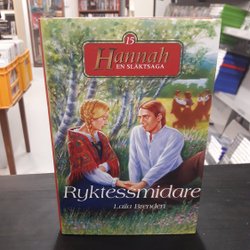 15
Hannah
EN SLÄKTSAGA
Ryktessmidare
Laila Brenden